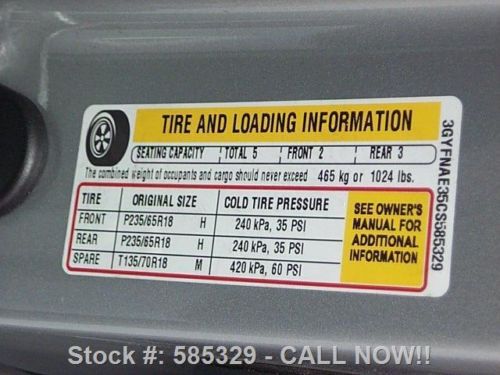 TIRE AND LOADING INFORMATION
SEATING CAPACITY TOTAL 5 FRONT 2 REAR 3
The combined weight of occupants and cargo should never exceed 465 kg or 1024 lbs.
TIRE ORIGINAL SIZE COLD TIRE PRESSURE
FRONT P235/65R18 H 240 kPa, 35 PSI
REAR P235/65R18 H 240 kPa, 35 PSI
SPARE T135/70R18 M 420 kPa, 60 PSI
SEE OWNER'S
MANUAL FOR
ADDITIONAL
INFORMATION
3GYFNAE35CS585329
Stock #: 585329 - CALL NOW!!